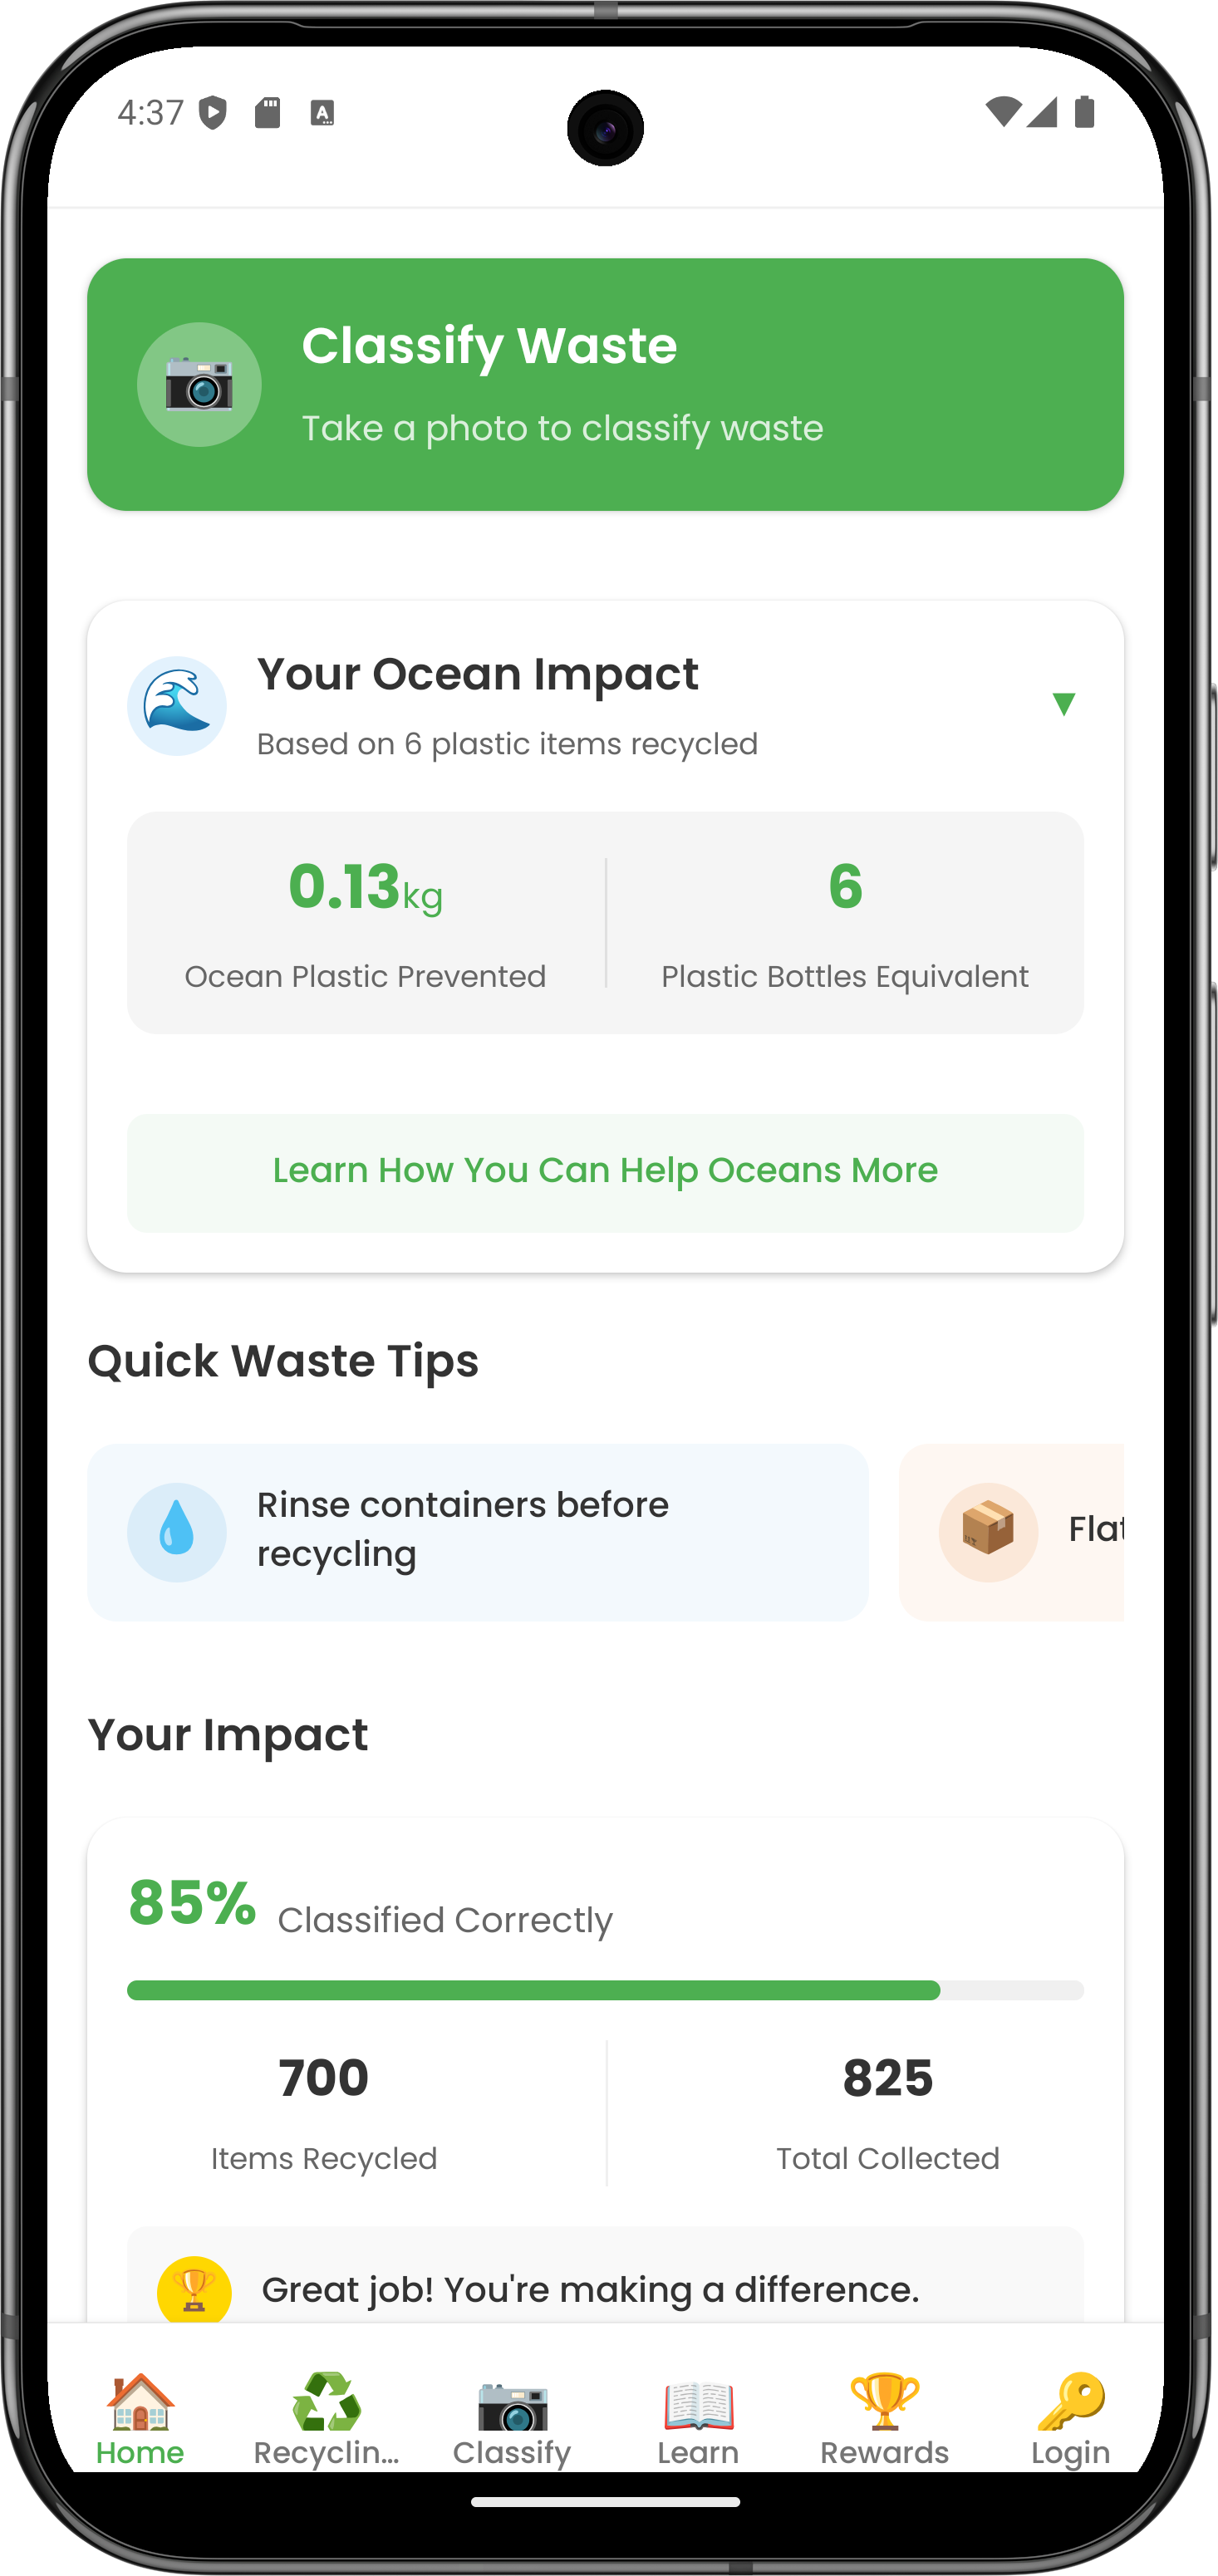 4:37
A
Classify Waste
Take a photo to classify waste
Your Ocean Impact
Based on 6 plastic items recycled
▼
0.13kg
Ocean Plastic Prevented
6
Plastic Bottles Equivalent
Learn How You Can Help Oceans More
Quick Waste Tips
Rinse containers before
recycling
Flat
Your Impact
85% Classified Correctly
700
Items Recycled
825
Total Collected
Great job! You're making a difference.
Home
Recyclin...
Classify
Learn
Rewards
Login